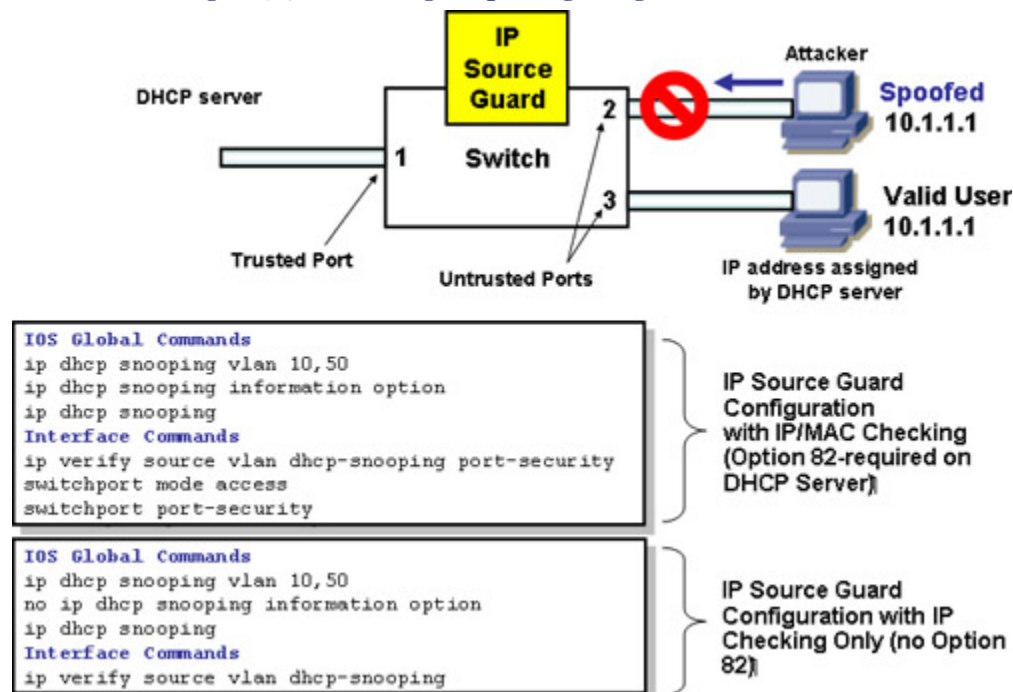 IP
Source
Guard
DHCP server
Attacker
Spoofed
10.1.1.1
1
Switch
2
3
Valid User
10.1.1.1
Trusted Port
Untrusted Ports
IP address assigned
by DHCP server
IOS Global Commands
ip dhcp snooping vlan 10,50
ip dhcp snooping information option
ip dhcp snooping
Interface Commands
ip verify source vlan dhcp-snooping port-security
switchport mode access
switchport port-security
IP Source Guard
Configuration
with IP/MAC Checking
(Option 82-required on
DHCP Server)
IOS Global Commands
ip dhcp snooping vlan 10,50
no ip dhcp snooping information option
ip dhcp snooping
Interface Commands
ip verify source vlan dhcp-snooping
IP Source Guard
Configuration with IP
Checking Only (no Option
82)